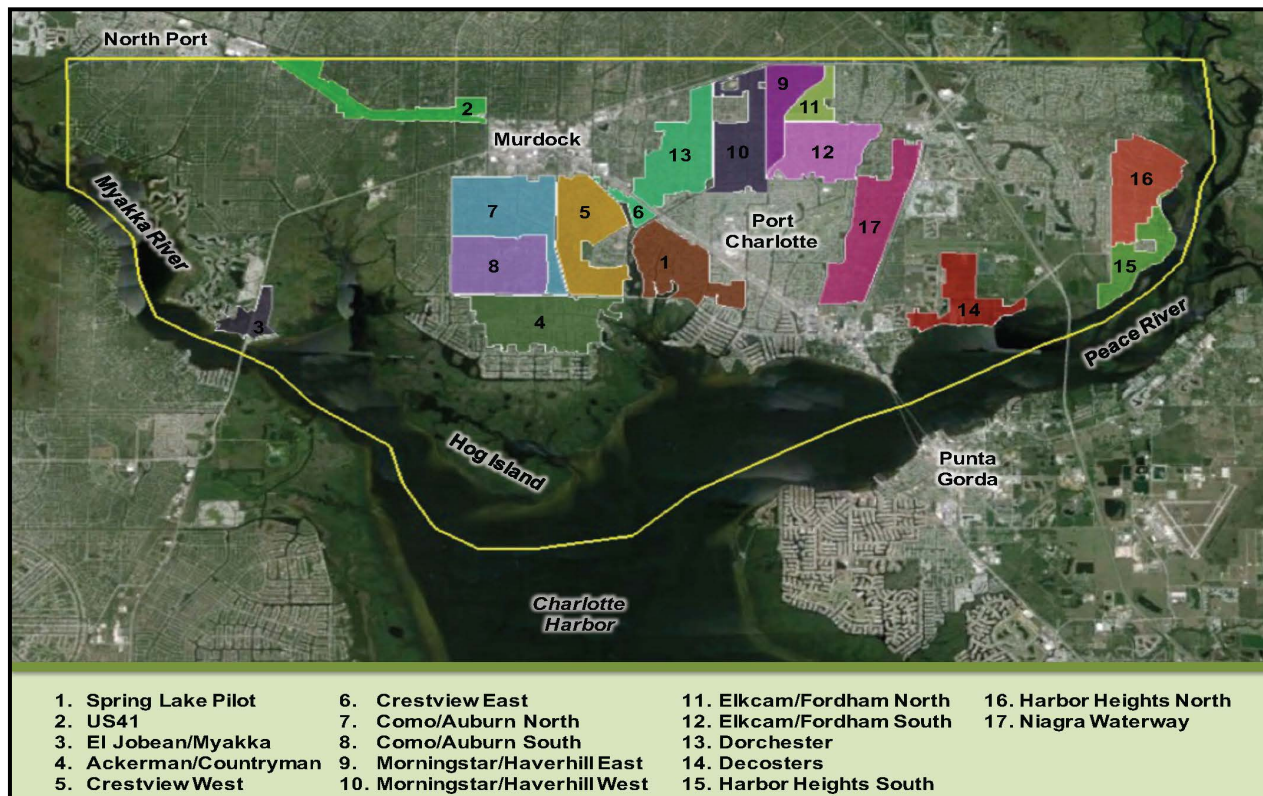 North Port
2
Murdock
9
11
13
10
12
16
Myakka River
7
5
6
Port
Charlotte
17
8
1
15
3
4
14
Peace River
Hog Island
Punta
Gorda
Charlotte
Harbor
1. Spring Lake Pilot
2. US41
3. El Jobean/Myakka
4. Ackerman/Countryman
5. Crestview West
6. Crestview East
7. Como/Auburn North
8. Como/Auburn South
9. Morningstar/Haverhill East
10. Morningstar/Haverhill West
11. Elkcam/Fordham North
12. Elkcam/Fordham South
13. Dorchester
14. Decosters
15. Harbor Heights South
16. Harbor Heights North
17. Niagra Waterway